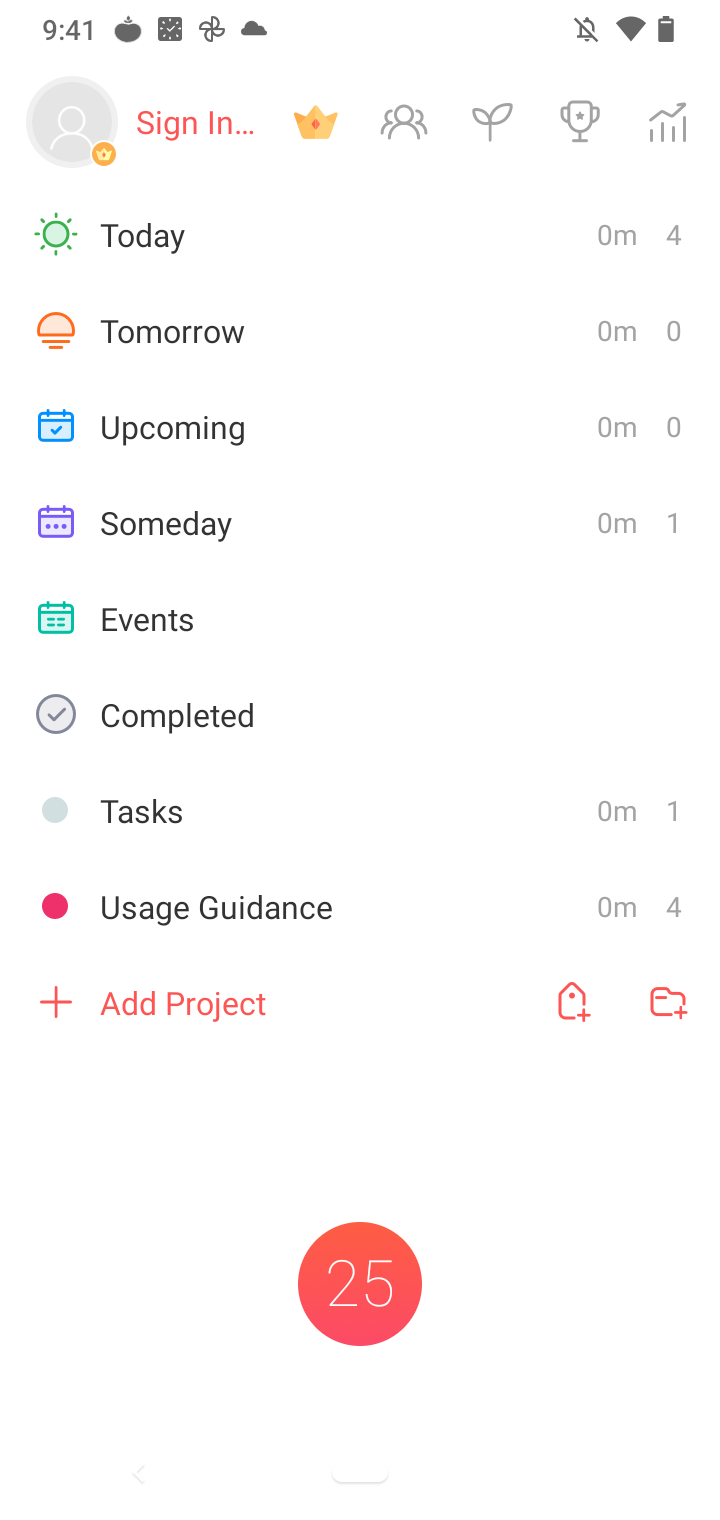 9:41
Sign In…
Today 0m 4
Tomorrow 0m 0
Upcoming 0m 0
Someday 0m 1
Events
Completed
Tasks 0m 1
Usage Guidance 0m 4
Add Project
25